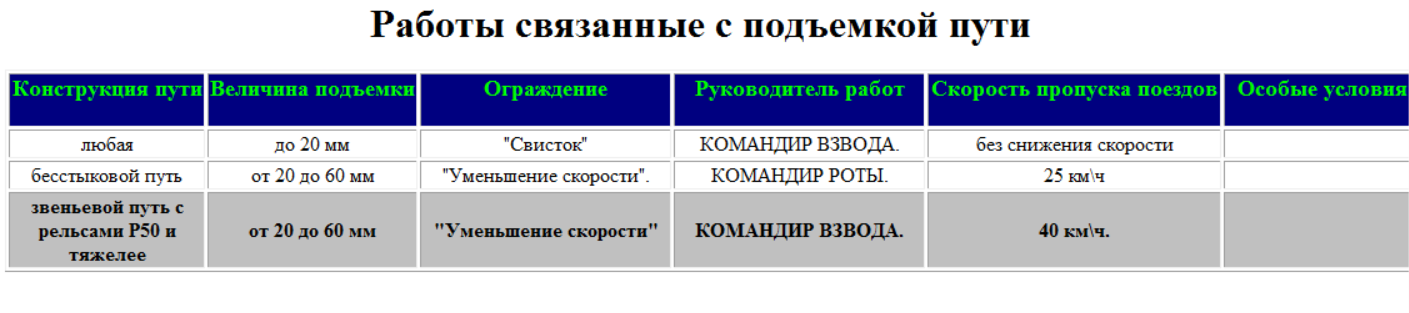 Работы связанные с подъемкой пути
Конструкция пути Величина подъемки Ограждение Руководитель работ Скорость пропуска поездов Особые условия
любая до 20 мм "Свисток" КОМАНДИР ВЗВОДА. без снижения скорости
бесстыковой путь от 20 до 60 мм "Уменьшение скорости". КОМАНДИР РОТЫ. 25 км\ч
звеньевой путь с
рельсами Р50 и
тяжелее
от 20 до 60 мм "Уменьшение скорости" КОМАНДИР ВЗВОДА. 40 км\ч.